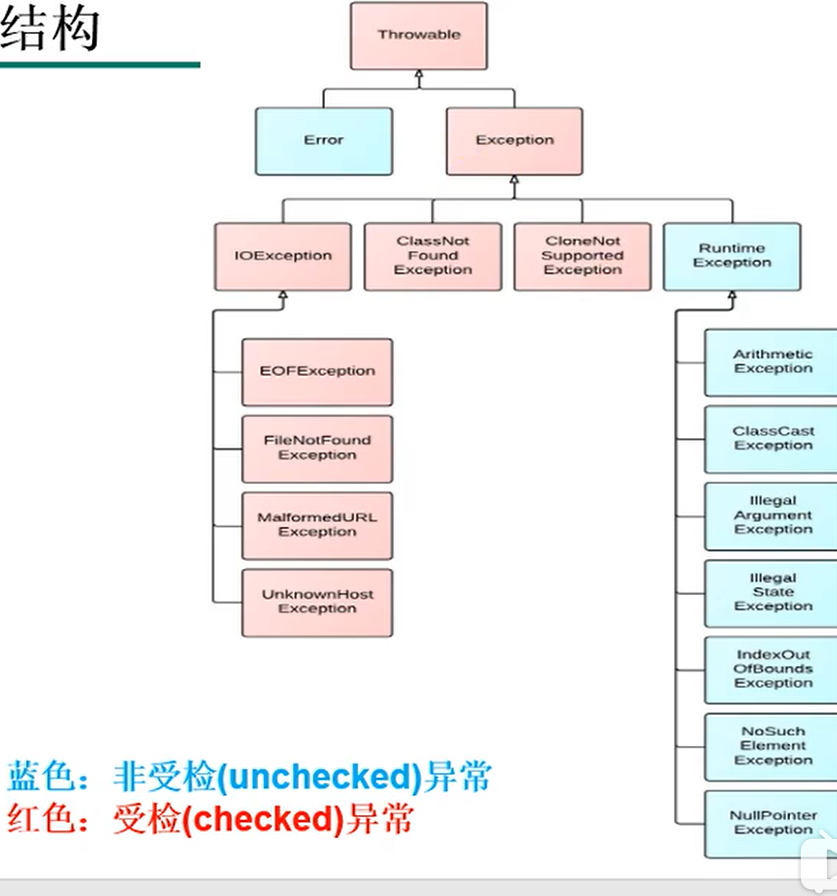 结构
Throwable
Error
Exception
IOException
ClassNot
Found
Exception
CloneNot
Supported
Exception
Runtime
Exception
EOFException
FileNotFound
Exception
MalformedURL
Exception
UnknownHost
Exception
Arithmetic
Exception
ClassCast
Exception
Illegal
Argument
Exception
Illegal
State
Exception
IndexOut
OfBounds
Exception
NoSuch
Element
Exception
NullPointer
Exception
蓝色：非受检(unchecked)异常
红色：受检(checked)异常